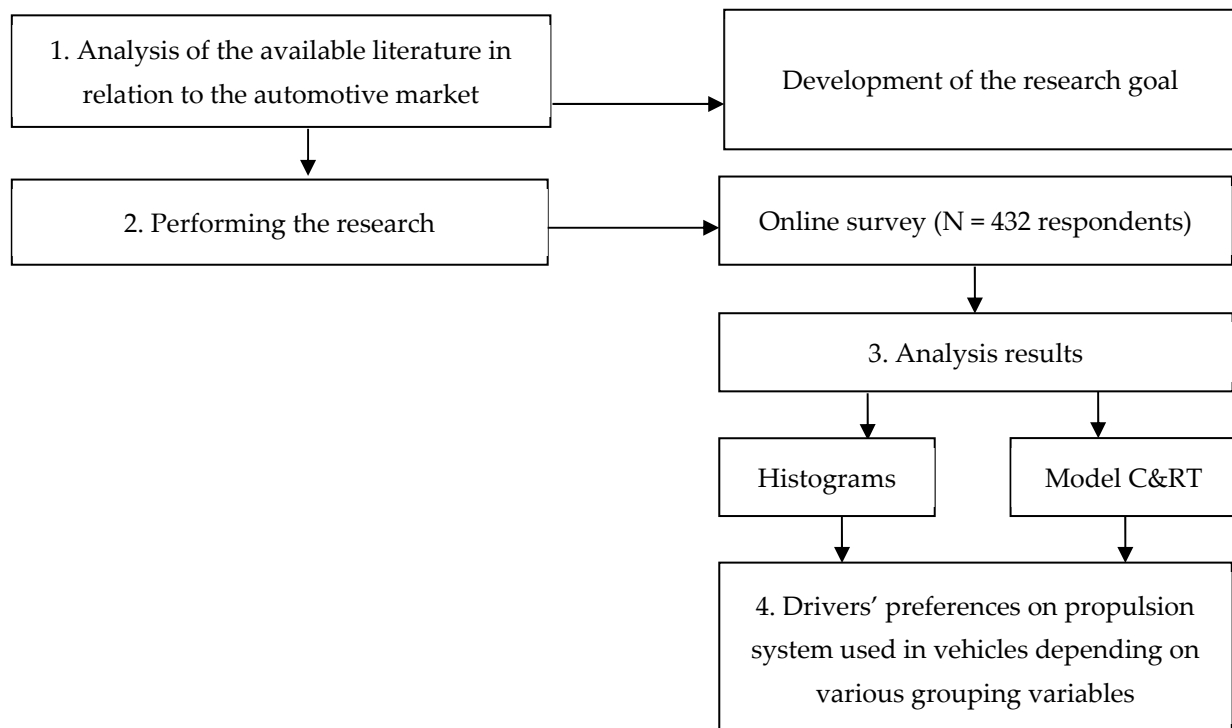 1. Analysis of the available literature in
relation to the automotive market
Development of the research goal
2. Performing the research
Online survey (N = 432 respondents)
3. Analysis results
Histograms
Model C&RT
4. Drivers’ preferences on propulsion
system used in vehicles depending on
various grouping variables